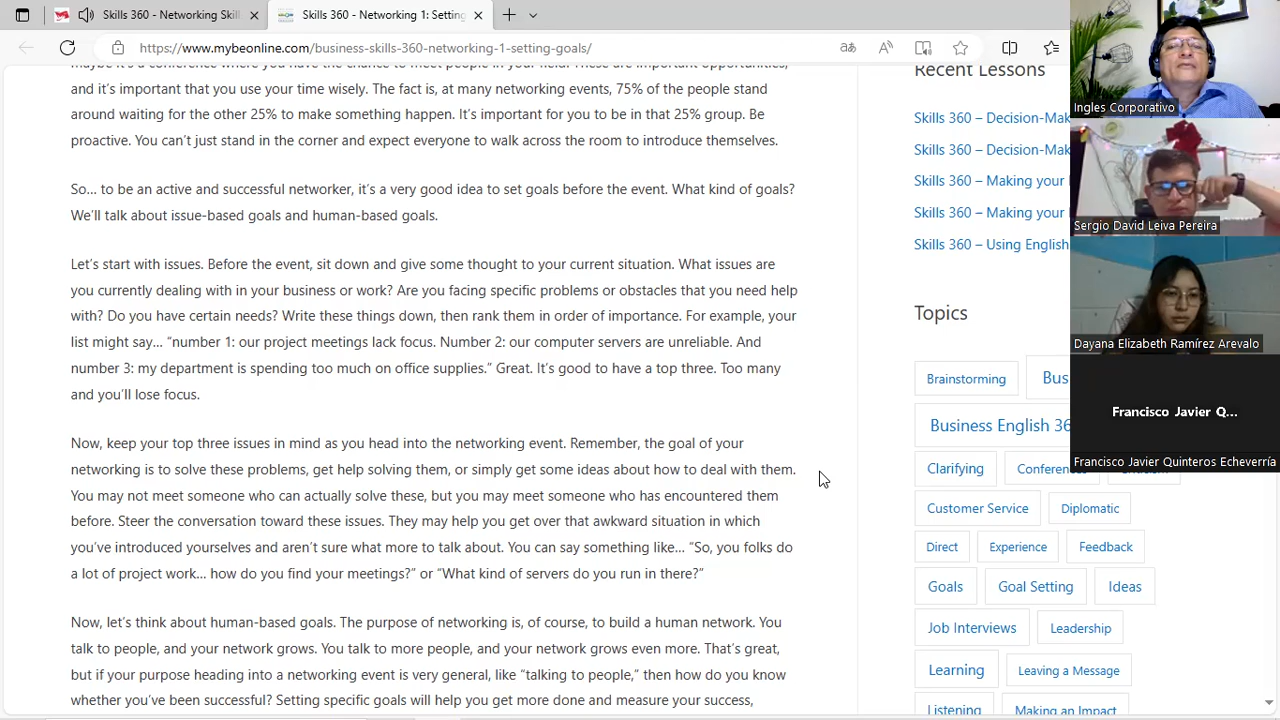 Skills 360 - Networking Skil
Skills 360 - Networking 1: Setting
https://www.mybeonline.com/business-skills-360-networking-1-setting-goals/
and it's important that you use your time wisely. The fact is, at many networking events, 75% of the people stand
around waiting for the other 25% to make something happen. It's important for you to be in that 25% group. Be
proactive. You can't just stand in the corner and expect everyone to walk across the room to introduce themselves.
So… to be an active and successful networker, it's a very good idea to set goals before the event. What kind of goals?
We'll talk about issue-based goals and human-based goals.
Let's start with issues. Before the event, sit down and give some thought to your current situation. What issues are
you currently dealing with in your business or work? Are you facing specific problems or obstacles that you need help
with? Do you have certain needs? Write these things down, then rank them in order of importance. For example, your
list might say… "number 1: our project meetings lack focus. Number 2: our computer servers are unreliable. And
number 3: my department is spending too much on office supplies." Great. It's good to have a top three. Too many
and you'll lose focus.
Now, keep your top three issues in mind as you head into the networking event. Remember, the goal of your
networking is to solve these problems, get help solving them, or simply get some ideas about how to deal with them.
You may not meet someone who can actually solve these, but you may meet someone who has encountered them
before. Steer the conversation toward these issues. They may help you get over that awkward situation in which
you've introduced yourselves and aren't sure what more to talk about. You can say something like… "So, you folks do
a lot of project work… how do you find your meetings?" or "What kind of servers do you run in there?"
Now, let's think about human-based goals. The purpose of networking is, of course, to build a human network. You
talk to people, and your network grows. You talk to more people, and your network grows even more. That's great,
but if your purpose heading into a networking event is very general, like "talking to people," then how do you know
whether you've been successful? Setting specific goals will help you get more done and measure your success,
Recent Lessons
Skills 360 – Decision-Mak
Skills 360 – Decision-Mak
Skills 360 – Making your
Skills 360 – Making your
Skills 360 – Using English
Topics
Brainstorming
Bus
Business English 36
Clarifying
Conferenc
Customer Service
Diplomatic
Direct
Experience
Feedback
Goals
Goal Setting
Ideas
Job Interviews
Leadership
Learning
Leaving a Message
Listening
Making an Impact
Ingles Corporativo
Sergio David Leiva Pereira
Dayana Elizabeth Ramírez Arevalo
Francisco Javier Q...
Francisco Javier Quinteros Echeverría